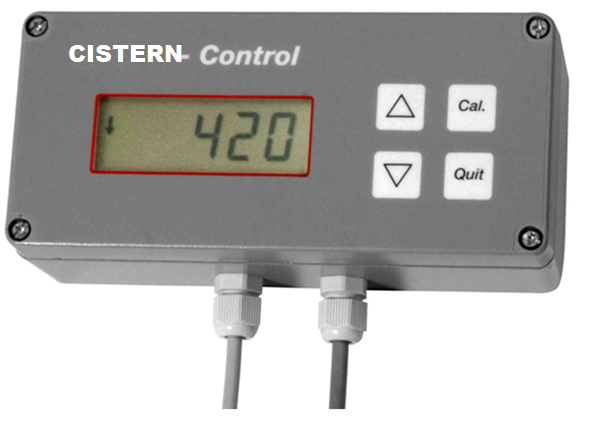 CISTERN- Control
420
Cal.
Quit